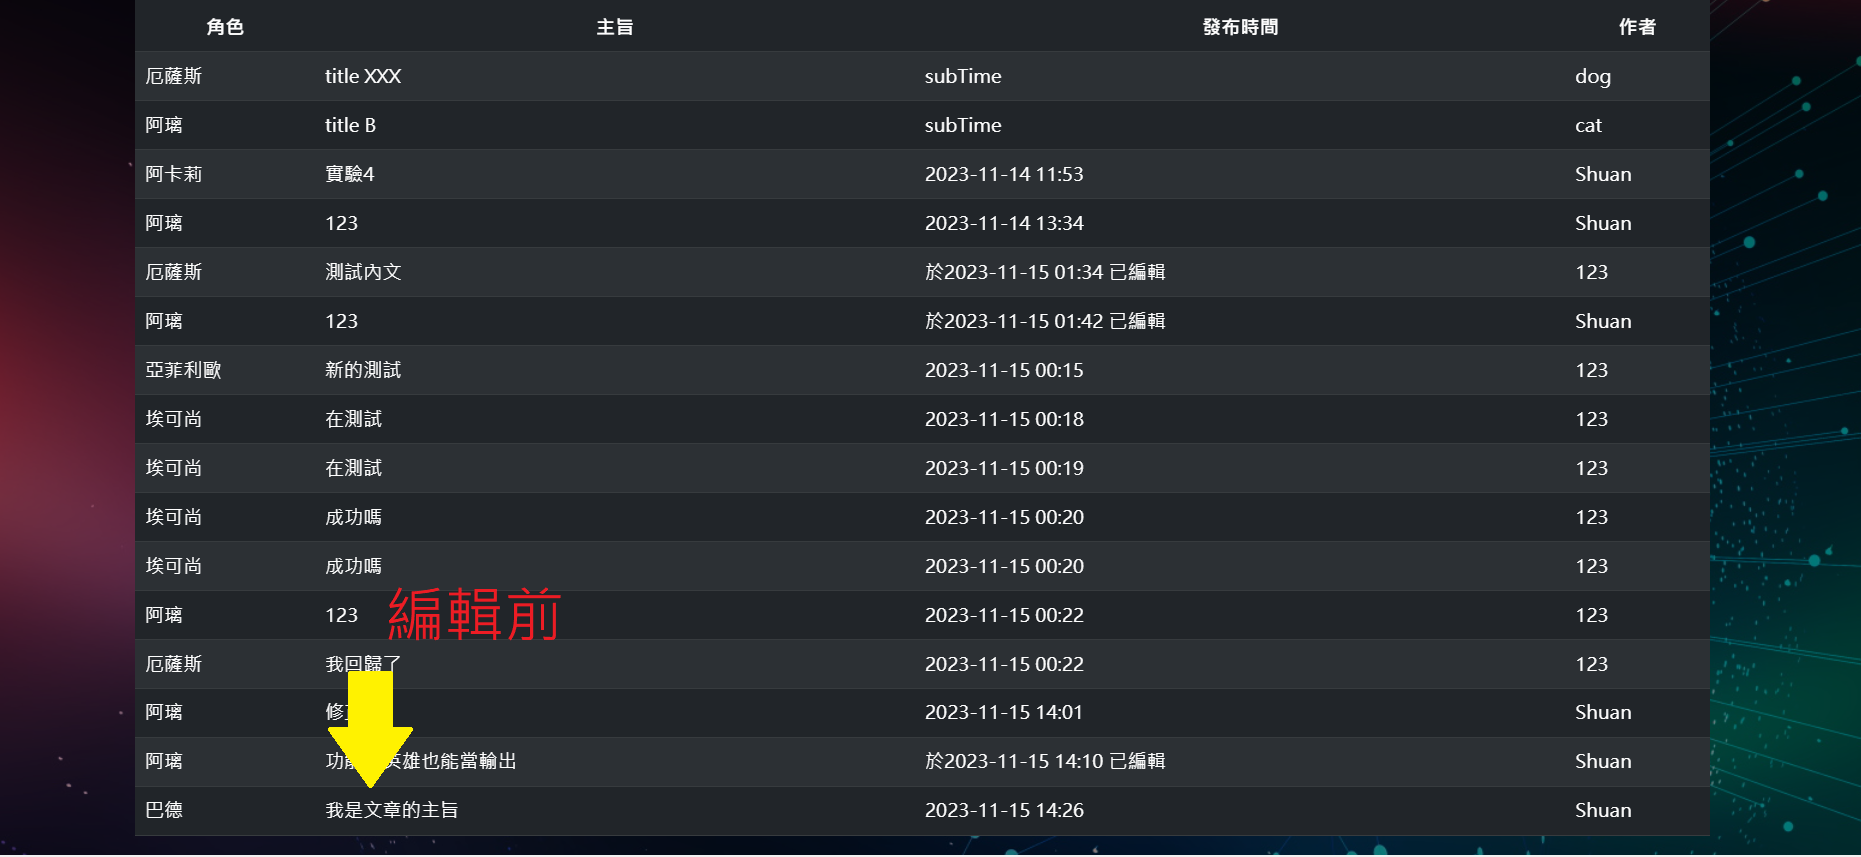 角色 主旨 發布時間 作者
厄薩斯 title XXX subTime dog
阿璃 title B subTime cat
阿卡莉 實驗4 2023-11-14 11:53 Shuan
阿璃 123 2023-11-14 13:34 Shuan
厄薩斯 測試內文 於2023-11-15 01:34 已編輯 123
阿璃 123 於2023-11-15 01:42 已編輯 Shuan
亞菲利歐 新的測試 2023-11-15 00:15 123
埃可尚 在測試 2023-11-15 00:18 123
埃可尚 在測試 2023-11-15 00:19 123
埃可尚 成功嗎 2023-11-15 00:20 123
埃可尚 成功嗎 2023-11-15 00:20 123
阿璃 123 編輯前 2023-11-15 00:22 123
厄薩斯 我回歸了 2023-11-15 00:22 123
阿璃 修 2023-11-15 14:01 Shuan
阿璃 功 英雄也能當輸出 於2023-11-15 14:10 已編輯 Shuan
巴德 我是文章的主旨 2023-11-15 14:26 Shuan